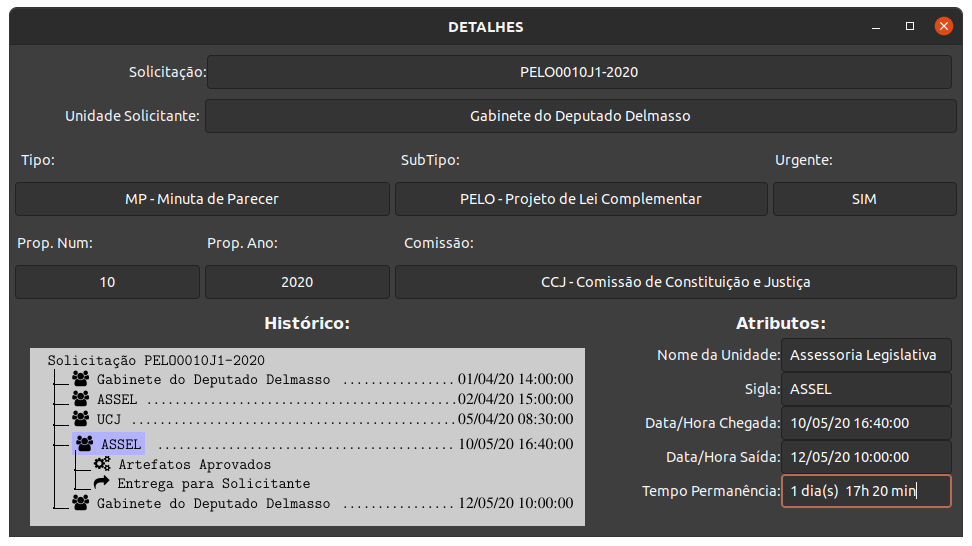 DETALHES
Solicitação: PELO0010J1-2020
Unidade Solicitante: Gabinete do Deputado Delmasso
Tipo: SubTipo: Urgente:
MP - Minuta de Parecer PELO - Projeto de Lei Complementar SIM
Prop. Num: Prop. Ano: Comissão:
10 2020 CCJ - Comissão de Constituição e Justiça
Histórico:
Solicitação PELO0010J1-2020
Gabinete do Deputado Delmasso ................ 01/04/20 14:00:00
ASSEL ............................................. 02/04/20 15:00:00
UCJ ................................................ 05/04/20 08:30:00
ASSEL ........................................... 10/05/20 16:40:00
Artefatos Aprovados
Entrega para Solicitante
Gabinete do Deputado Delmasso ................ 12/05/20 10:00:00
Atributos:
Nome da Unidade: Assessoria Legislativa
Sigla: ASSEL
Data/Hora Chegada: 10/05/20 16:40:00
Data/Hora Saída: 12/05/20 10:00:00
Tempo Permanência: 1 dia(s) 17h 20 min